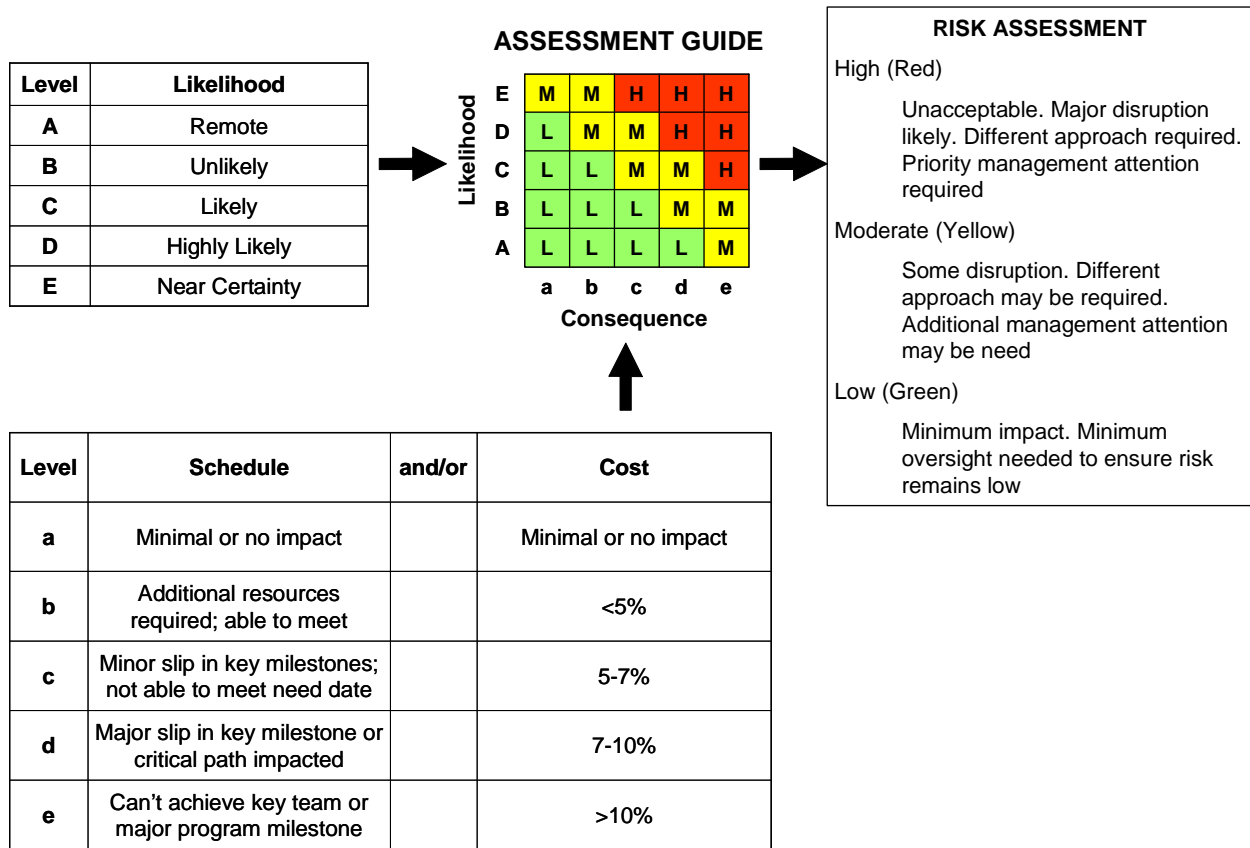 ASSESSMENT GUIDE
Level Likelihood
A Remote
B Unlikely
C Likely
D Highly Likely
E Near Certainty
Likelihood
E M M H H H
D L M M H H
C L L M M H
B L L L M M
A L L L L M
a b c d e
Consequence
RISK ASSESSMENT
High (Red)
Unacceptable. Major disruption
likely. Different approach required.
Priority management attention
required
Moderate (Yellow)
Some disruption. Different
approach may be required.
Additional management attention
may be need
Low (Green)
Minimum impact. Minimum
oversight needed to ensure risk
remains low
Level Schedule and/or Cost
a Minimal or no impact Minimal or no impact
b Additional resources
required; able to meet <5%
c Minor slip in key milestones;
not able to meet need date 5-7%
d Major slip in key milestone or
critical path impacted 7-10%
e Can't achieve key team or
major program milestone >10%